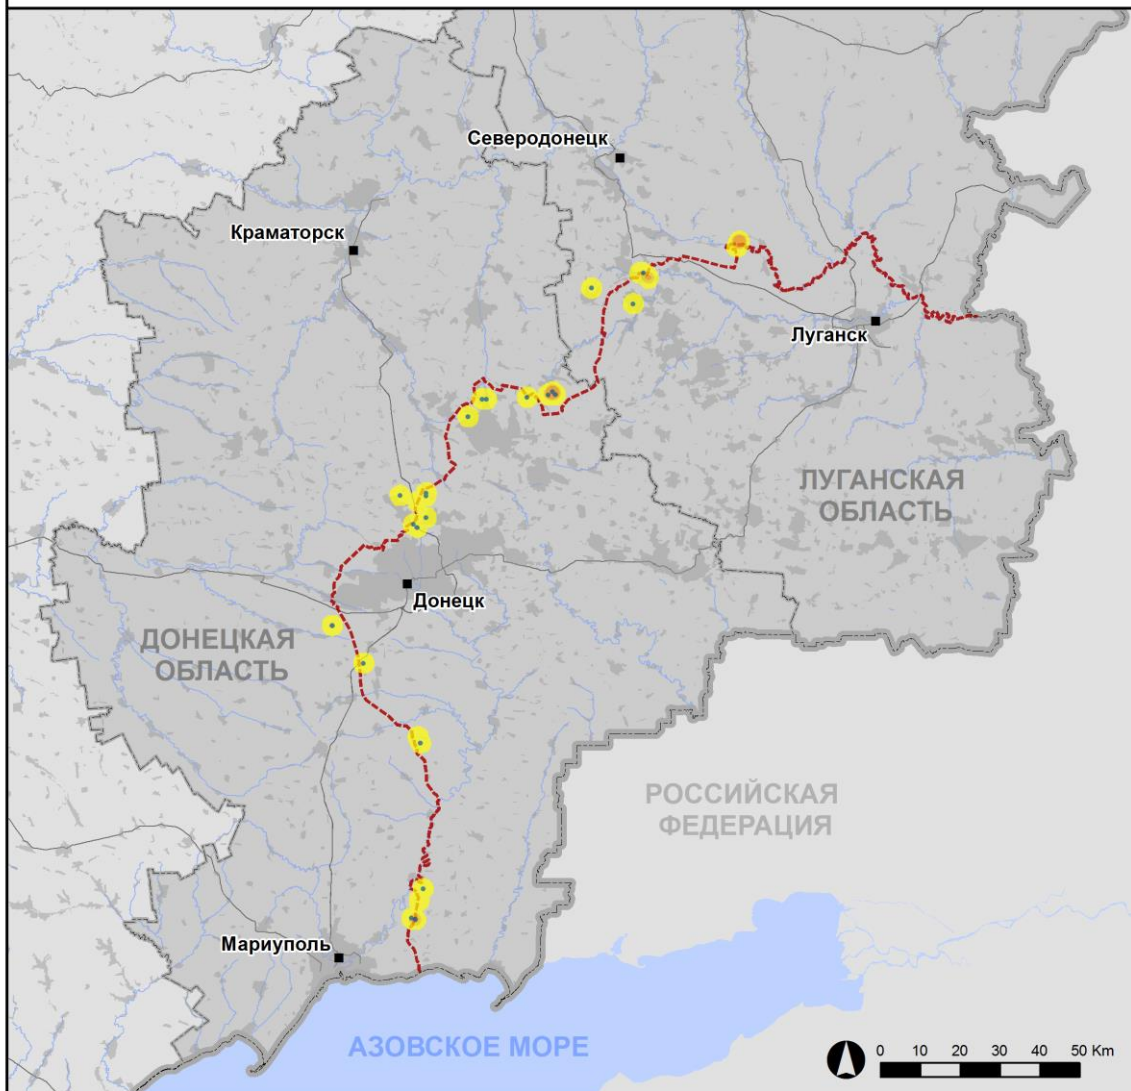 Северодонецк
Краматорск
Луганск
ЛУГАНСКАЯ
ОБЛАСТЬ
Донецк
ДОНЕЦКАЯ
ОБЛАСТЬ
РОССИЙСКАЯ
ФЕДЕРАЦИЯ
Мариуполь
АЗОВСКОЕ МОРЕ
0 10 20 30 40 50 Km